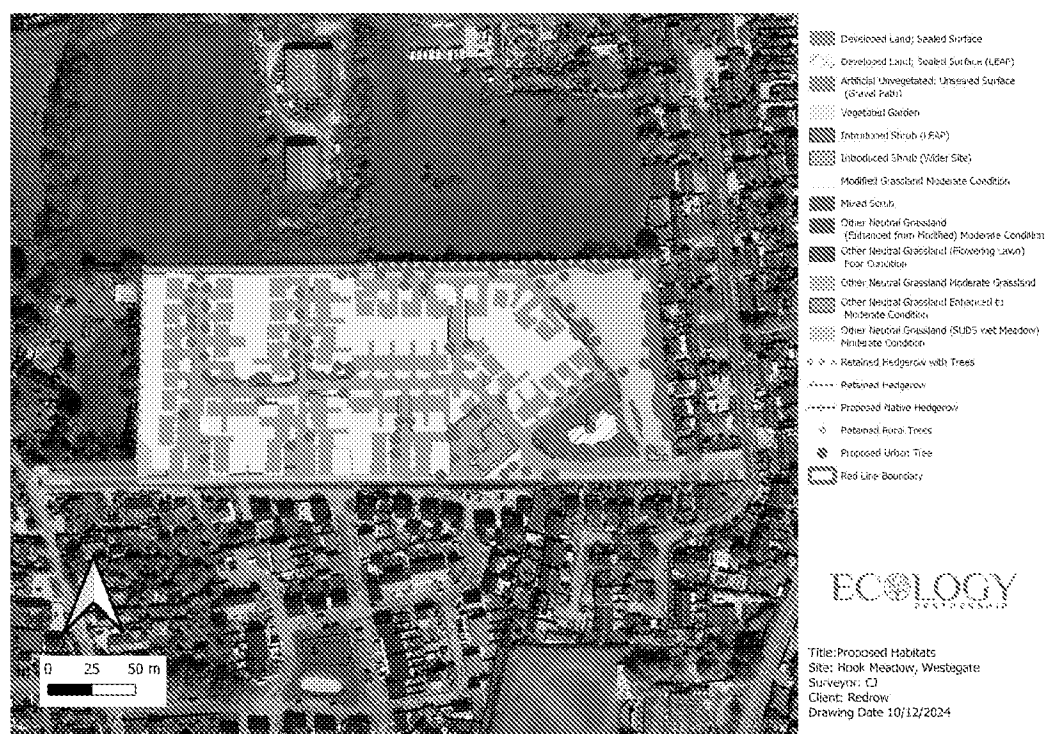 Developed Land; Sealed Surface
Developed Land; Sealed Surface (LEAP)
Artificial Unvegetated; Unsealed Surface
(Gravel Path)
Vegetated Garden
Introduced Shrub (LEAP)
Introduced Shrub (Wider Site)
Modified Grassland Moderate Condition
Mixed Scrub
Other Neutral Grassland
(Enhanced from Modified) Moderate Condition
Other Neutral Grassland (Flowering Lawn)
Poor Condition
Other Neutral Grassland Moderate Grassland
Other Neutral Grassland Enhanced to
Moderate Condition
Other Neutral Grassland (SUDS wet Meadow)
Moderate Condition
Retained Hedgerow with Trees
Retained Hedgerow
Proposed Native Hedgerow
Retained Rural Trees
Proposed Urban Tree
Red Line Boundary
ECOLOGY
PARTNERSHIP
Title:Proposed Habitats
Site: Hook Meadow, Westegate
Surveyor: CJ
Client: Redrow
Drawing Date 10/12/2024
0 25 50 m